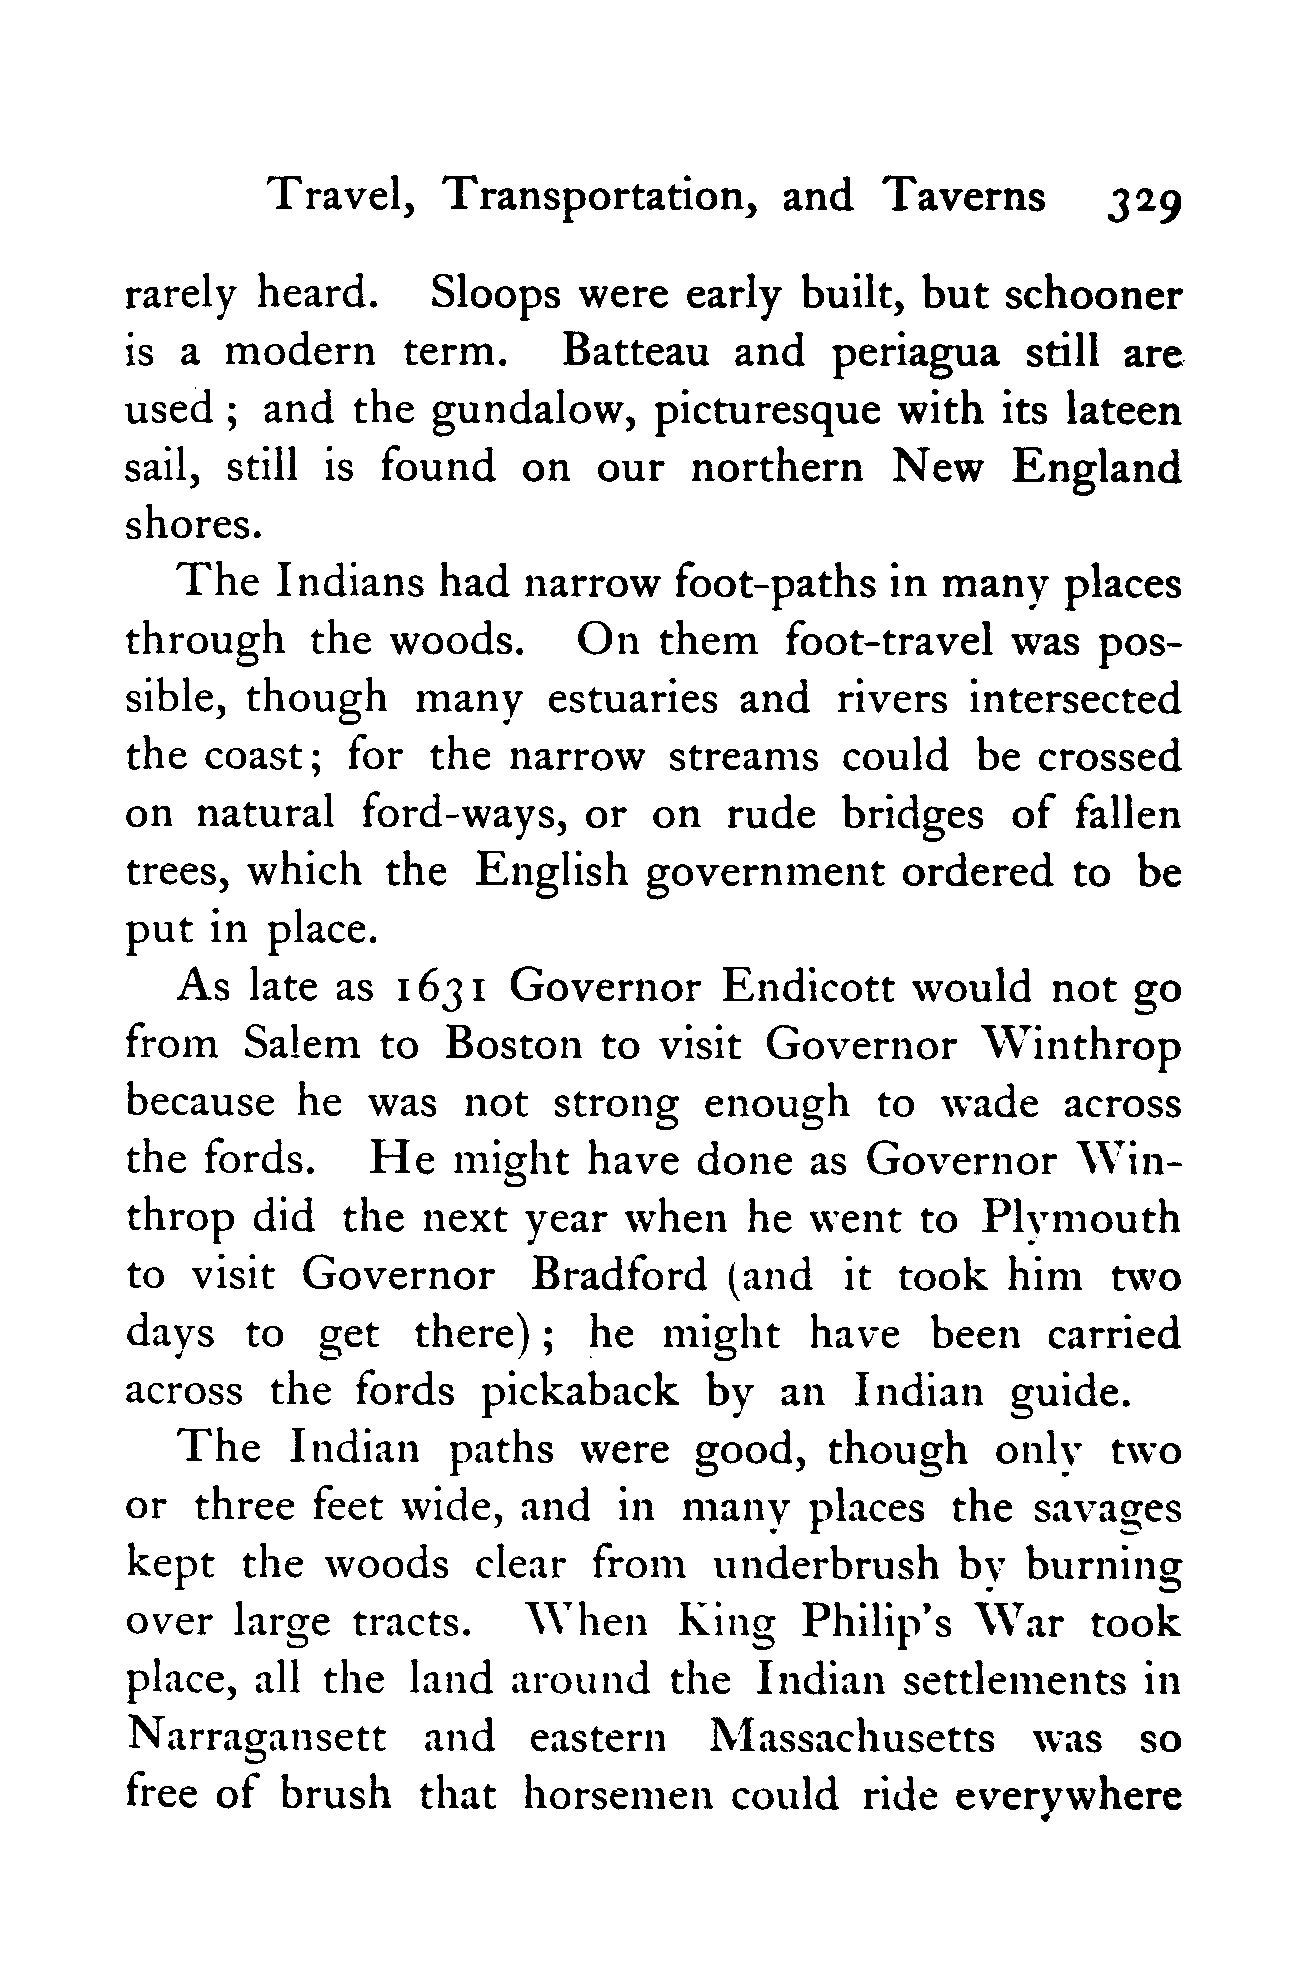 Travel, Transportation, and Taverns 329
rarely heard. Sloops were early built, but schooner
is a modern term. Batteau and periagua still are
used ; and the gundalow, picturesque with its lateen
sail, still is found on our northern New England
shores.
The Indians had narrow foot-paths in many places
through the woods. On them foot-travel was pos-
sible, though many estuaries and rivers intersected
the coast; for the narrow streams could be crossed
on natural ford-ways, or on rude bridges of fallen
trees, which the English government ordered to be
put in place.
As late as 1631 Governor Endicott would not go
from Salem to Boston to visit Governor Winthrop
because he was not strong enough to wade across
the fords. He might have done as Governor Win-
throp did the next year when he went to Plymouth
to visit Governor Bradford (and it took him two
days to get there) ; he might have been carried
across the fords pickaback by an Indian guide.
The Indian paths were good, though only two
or three feet wide, and in many places the savages
kept the woods clear from underbrush by burning
over large tracts. When King Philip's War took
place, all the land around the Indian settlements in
Narragansett and eastern Massachusetts was so
free of brush that horsemen could ride everywhere